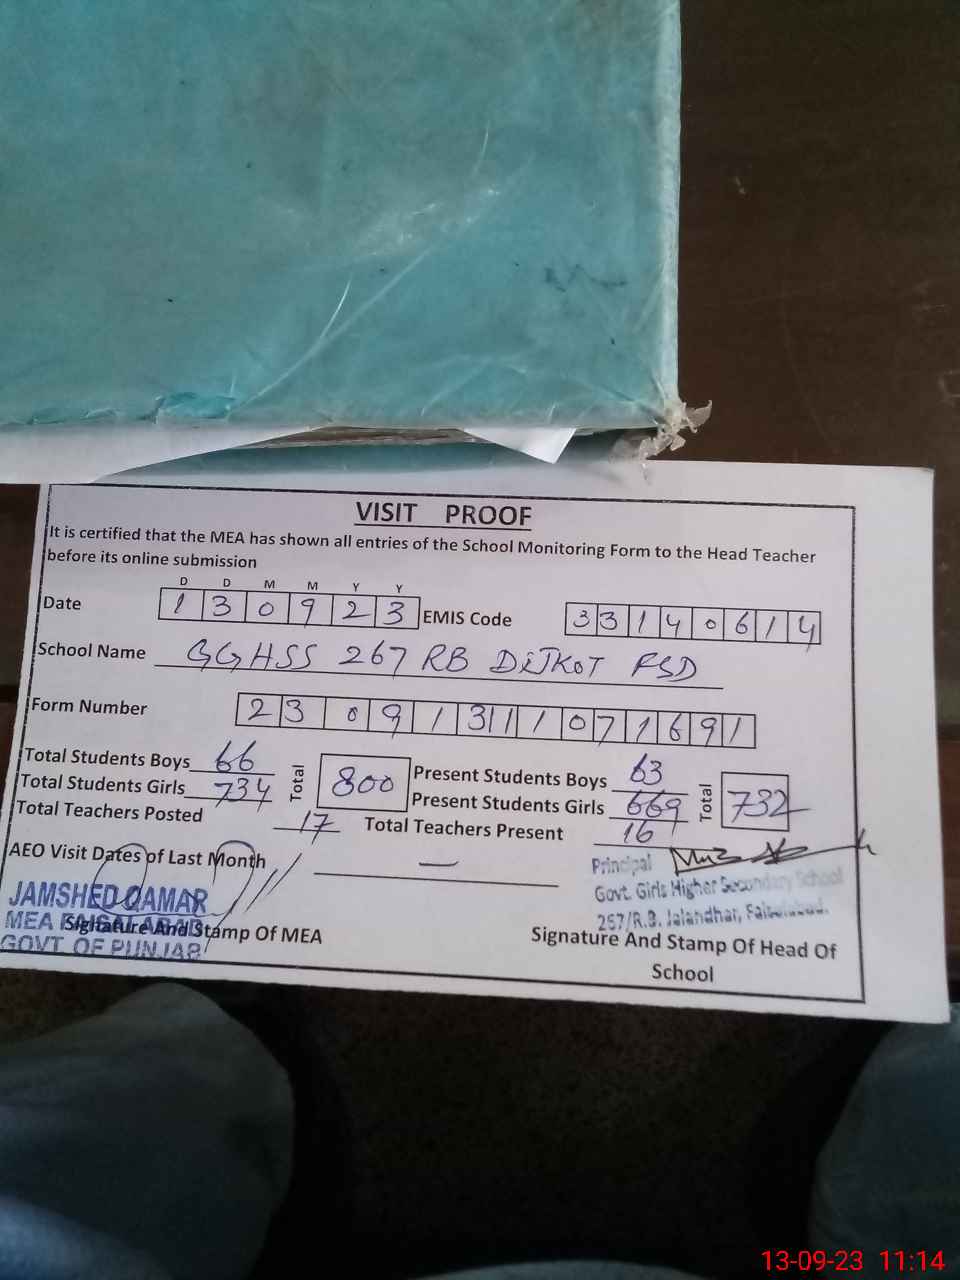 VISIT PROOF
It is certified that the MEA has shown all entries of the School Monitoring Form to the Head Teacher
before its online submission
D D M M Y Y
Date 1 3 0 9 2 3 EMIS Code 3 3 1 4 0 6 1 4
School Name GGHSS 267 RB DIJKOT FSD
Form Number 2 3 0 9 1 3 1 1 0 7 1 6 9 1
Total Students Boys 66 Total 800 Present Students Boys 63 Total 732
Total Students Girls 734 Present Students Girls 669
Total Teachers Posted 17 Total Teachers Present 16
AEO Visit Dates of Last Month —
Principal
Govt. Girls Higher Secondary School
267/R.B. Jalandhar, Faisalabad.
JAMSHED QAMAR
MEA FAISALABAD
GOVT OF PUNJAB
Signature And Stamp Of MEA
Signature And Stamp Of Head Of
School
13-09-23 11:14